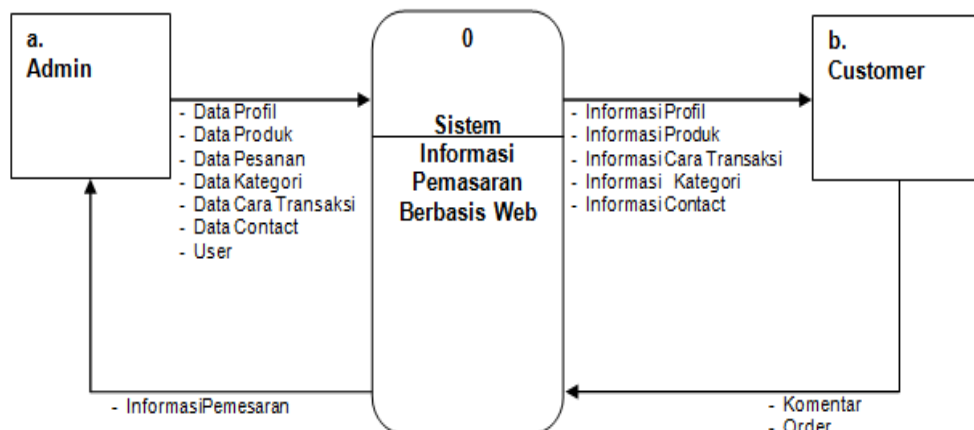 a.
Admin
0
Sistem
Informasi
Pemasaran
Berbasis Web
b.
Customer
- Data Profil
- Data Produk
- Data Pesanan
- Data Kategori
- Data Cara Transaksi
- Data Contact
- User
- Informasi Profil
- Informasi Produk
- Informasi Cara Transaksi
- Informasi Kategori
- Informasi Contact
- InformasiPemesaran
- Komentar
- Order